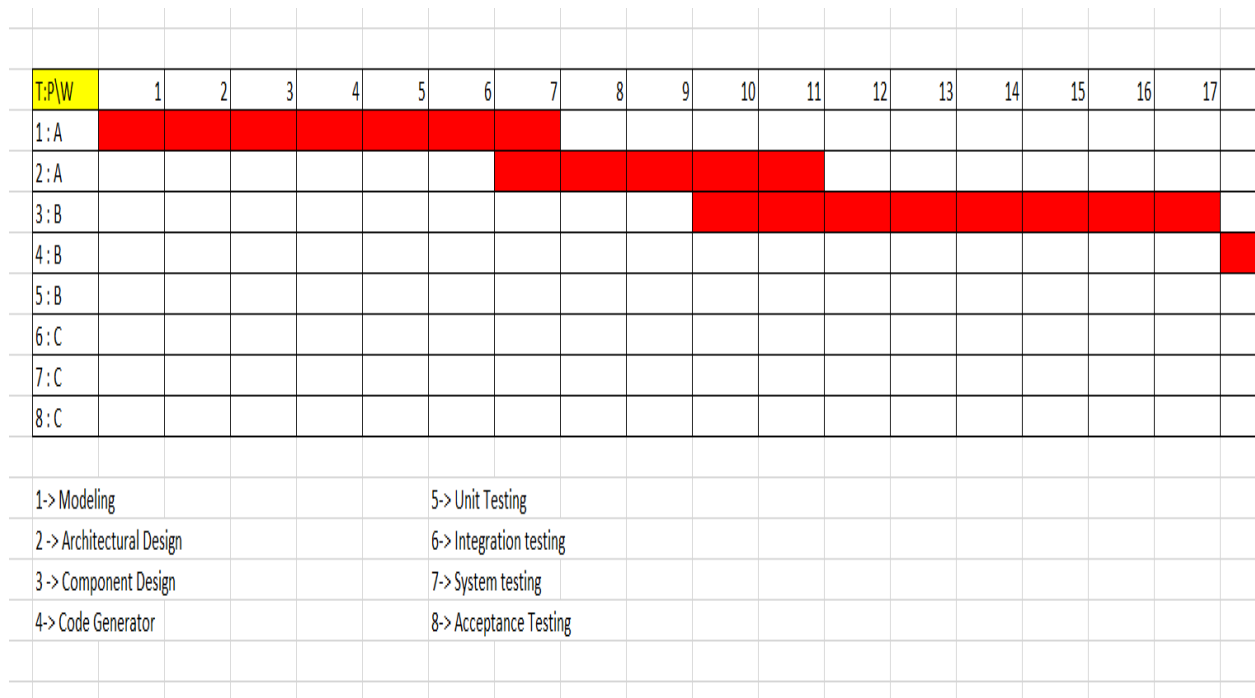 T:P\W 1 2 3 4 5 6 7 8 9 10 11 12 13 14 15 16 17
1 : A
2 : A
3 : B
4 : B
5 : B
6 : C
7 : C
8 : C
1-> Modeling 5-> Unit Testing
2 -> Architectural Design 6-> Integration testing
3 -> Component Design 7-> System testing
4-> Code Generator 8-> Acceptance Testing